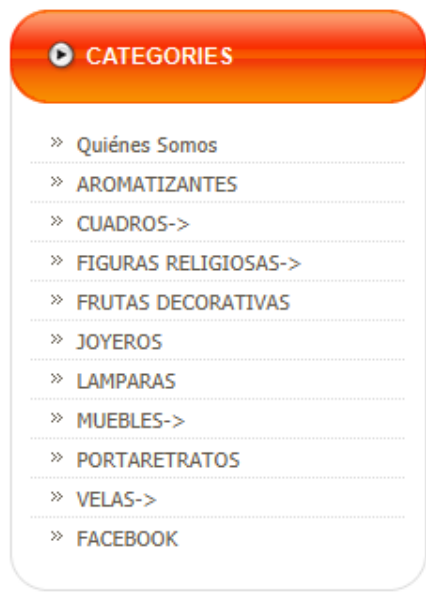 CATEGORIES
» Quiénes Somos
» AROMATIZANTES
» CUADROS->
» FIGURAS RELIGIOSAS->
» FRUTAS DECORATIVAS
» JOYEROS
» LAMPARAS
» MUEBLES->
» PORTARETRATOS
» VELAS->
» FACEBOOK